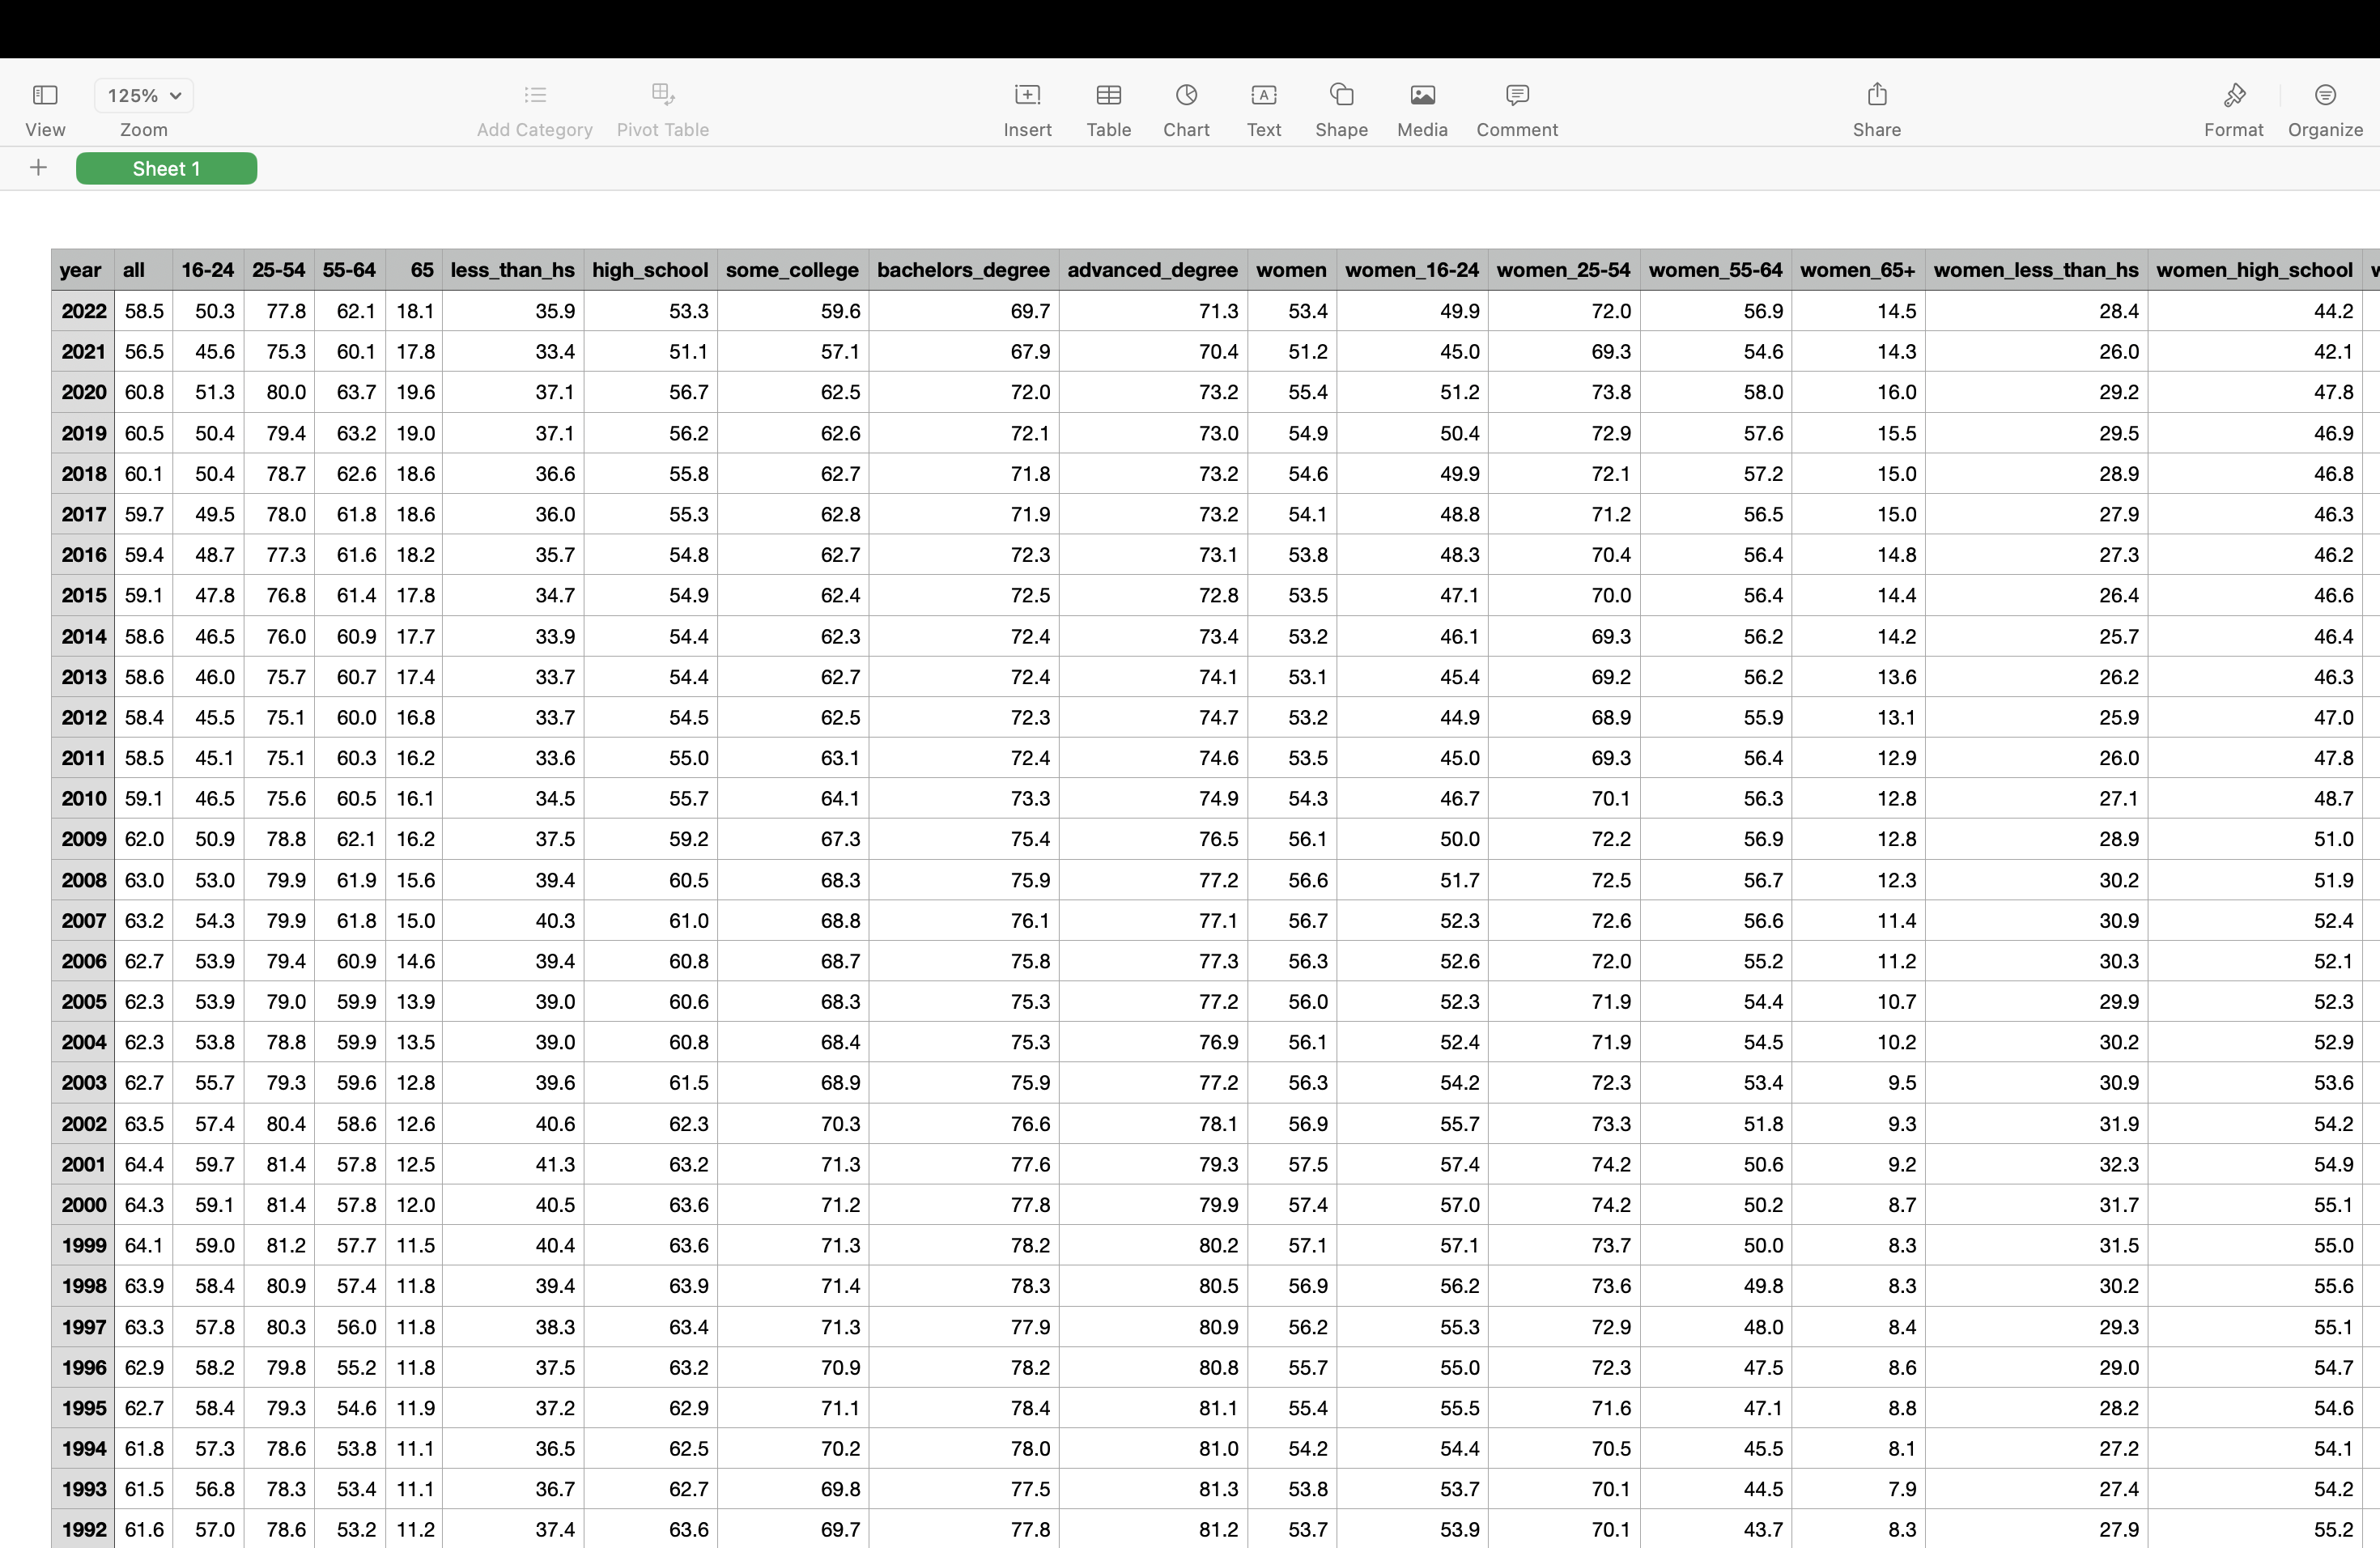 125%
View Zoom Add Category Pivot Table Insert Table Chart Text Shape Media Comment Share Format Organize
+ Sheet 1
year all 16-24 25-54 55-64 65 less_than_hs high_school some_college bachelors_degree advanced_degree women women_16-24 women_25-54 women_55-64 women_65+ women_less_than_hs women_high_school
2022 58.5 50.3 77.8 62.1 18.1 35.9 53.3 59.6 69.7 71.3 53.4 49.9 72.0 56.9 14.5 28.4 44.2
2021 56.5 45.6 75.3 60.1 17.8 33.4 51.1 57.1 67.9 70.4 51.2 45.0 69.3 54.6 14.3 26.0 42.1
2020 60.8 51.3 80.0 63.7 19.6 37.1 56.7 62.5 72.0 73.2 55.4 51.2 73.8 58.0 16.0 29.2 47.8
2019 60.5 50.4 79.4 63.2 19.0 37.1 56.2 62.6 72.1 73.0 54.9 50.4 72.9 57.6 15.5 29.5 46.9
2018 60.1 50.4 78.7 62.6 18.6 36.6 55.8 62.7 71.8 73.2 54.6 49.9 72.1 57.2 15.0 28.9 46.8
2017 59.7 49.5 78.0 61.8 18.6 36.0 55.3 62.8 71.9 73.2 54.1 48.8 71.2 56.5 15.0 27.9 46.3
2016 59.4 48.7 77.3 61.6 18.2 35.7 54.8 62.7 72.3 73.1 53.8 48.3 70.4 56.4 14.8 27.3 46.2
2015 59.1 47.8 76.8 61.4 17.8 34.7 54.9 62.4 72.5 72.8 53.5 47.1 70.0 56.4 14.4 26.4 46.6
2014 58.6 46.5 76.0 60.9 17.7 33.9 54.4 62.3 72.4 73.4 53.2 46.1 69.3 56.2 14.2 25.7 46.4
2013 58.6 46.0 75.7 60.7 17.4 33.7 54.4 62.7 72.4 74.1 53.1 45.4 69.2 56.2 13.6 26.2 46.3
2012 58.4 45.5 75.1 60.0 16.8 33.7 54.5 62.5 72.3 74.7 53.2 44.9 68.9 55.9 13.1 25.9 47.0
2011 58.5 45.1 75.1 60.3 16.2 33.6 55.0 63.1 72.4 74.6 53.5 45.0 69.3 56.4 12.9 26.0 47.8
2010 59.1 46.5 75.6 60.5 16.1 34.5 55.7 64.1 73.3 74.9 54.3 46.7 70.1 56.3 12.8 27.1 48.7
2009 62.0 50.9 78.8 62.1 16.2 37.5 59.2 67.3 75.4 76.5 56.1 50.0 72.2 56.9 12.8 28.9 51.0
2008 63.0 53.0 79.9 61.9 15.6 39.4 60.5 68.3 75.9 77.2 56.6 51.7 72.5 56.7 12.3 30.2 51.9
2007 63.2 54.3 79.9 61.8 15.0 40.3 61.0 68.8 76.1 77.1 56.7 52.3 72.6 56.6 11.4 30.9 52.4
2006 62.7 53.9 79.4 60.9 14.6 39.4 60.8 68.7 75.8 77.3 56.3 52.6 72.0 55.2 11.2 30.3 52.1
2005 62.3 53.9 79.0 59.9 13.9 39.0 60.6 68.3 75.3 77.2 56.0 52.3 71.9 54.4 10.7 29.9 52.3
2004 62.3 53.8 78.8 59.9 13.5 39.0 60.8 68.4 75.3 76.9 56.1 52.4 71.9 54.5 10.2 30.2 52.9
2003 62.7 55.7 79.3 59.6 12.8 39.6 61.5 68.9 75.9 77.2 56.3 54.2 72.3 53.4 9.5 30.9 53.6
2002 63.5 57.4 80.4 58.6 12.6 40.6 62.3 70.3 76.6 78.1 56.9 55.7 73.3 51.8 9.3 31.9 54.2
2001 64.4 59.7 81.4 57.8 12.5 41.3 63.2 71.3 77.6 79.3 57.5 57.4 74.2 50.6 9.2 32.3 54.9
2000 64.3 59.1 81.4 57.8 12.0 40.5 63.6 71.2 77.8 79.9 57.4 57.0 74.2 50.2 8.7 31.7 55.1
1999 64.1 59.0 81.2 57.7 11.5 40.4 63.6 71.3 78.2 80.2 57.1 57.1 73.7 50.0 8.3 31.5 55.0
1998 63.9 58.4 80.9 57.4 11.8 39.4 63.9 71.4 78.3 80.5 56.9 56.2 73.6 49.8 8.3 30.2 55.6
1997 63.3 57.8 80.3 56.0 11.8 38.3 63.4 71.3 77.9 80.9 56.2 55.3 72.9 48.0 8.4 29.3 55.1
1996 62.9 58.2 79.8 55.2 11.8 37.5 63.2 70.9 78.2 80.8 55.7 55.0 72.3 47.5 8.6 29.0 54.7
1995 62.7 58.4 79.3 54.6 11.9 37.2 62.9 71.1 78.4 81.1 55.4 55.5 71.6 47.1 8.8 28.2 54.6
1994 61.8 57.3 78.6 53.8 11.1 36.5 62.5 70.2 78.0 81.0 54.2 54.4 70.5 45.5 8.1 27.2 54.1
1993 61.5 56.8 78.3 53.4 11.1 36.7 62.7 69.8 77.5 81.3 53.8 53.7 70.1 44.5 7.9 27.4 54.2
1992 61.6 57.0 78.6 53.2 11.2 37.4 63.6 69.7 77.8 81.2 53.7 53.9 70.1 43.7 8.3 27.9 55.2